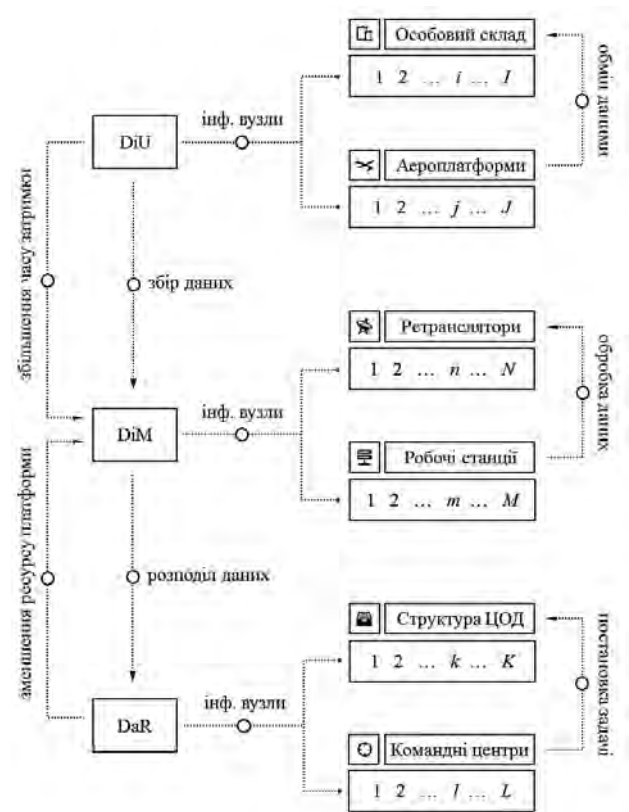 Особовий склад
1 2 ... i ... I
обмін даними
DiU
інф. вузли
Аероплатформи
1 2 ... j ... J
збільшення часу затримки
збір даних
Ретранслятори
1 2 ... n ... N
обробка даних
DiM
інф. вузли
Робочі станції
1 2 ... m ... M
зменшення ресурсу платформи
розподіл даних
Структура ЦОД
1 2 ... k ... K
постановка задачі
DaR
інф. вузли
Командні центри
1 2 ... l ... L